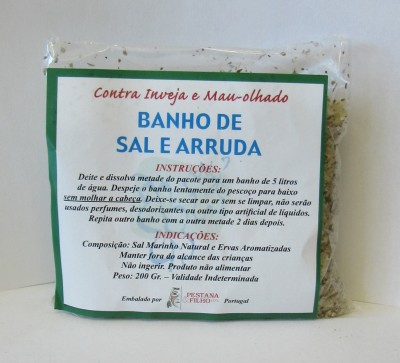 Contra Inveja e Mau-olhado
BANHO DE
SAL E ARRUDA
INSTRUÇÕES:
Deite e dissolva metade do pacote para um banho de 5 litros
de água. Despeje o banho lentamente do pescoço para baixo
sem molhar a cabeça. Deixe-se secar ao ar sem se limpar, não serão
usados perfumes, desodorizantes ou outro tipo artificial de líquidos.
Repita outro banho com a outra metade 2 dias depois.
INDICAÇÕES:
Composição: Sal Marinho Natural e Ervas Aromatizadas
Manter fora do alcance das crianças
Não ingerir. Produto não alimentar
Peso: 200 Gr. – Validade Indeterminada
Embalado por PESTANA FILHO Portugal